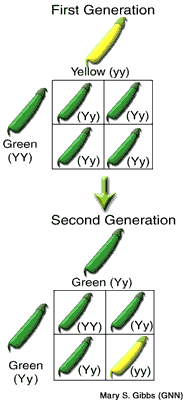 First Generation
Yellow (yy)
Green
(YY)
(Yy) (Yy)
(Yy) (Yy)
Second Generation
Green (Yy)
Green
(Yy)
(YY) (Yy)
(Yy) (yy)
Mary S. Gibbs (GNN)